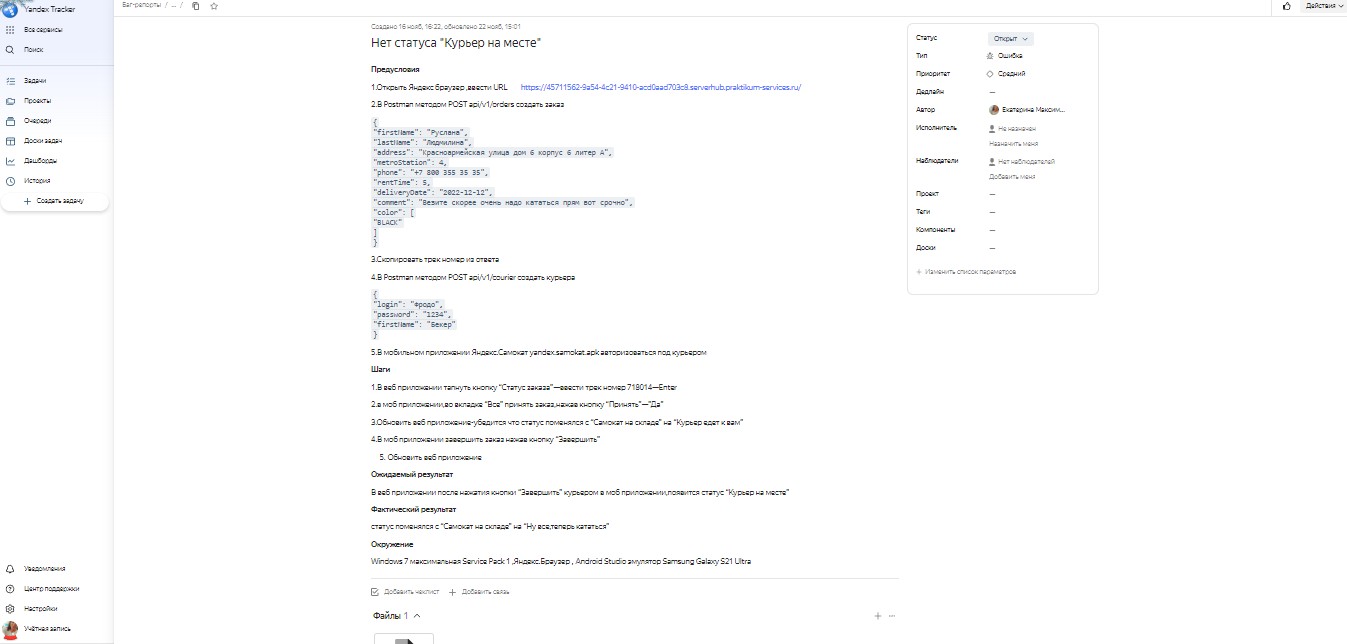 Yandex Tracker
Все сервисы
Поиск
Задачи
Проекты
Очереди
Доски задач
Дашборды
История
+ Создать задачу
Уведомления
Центр поддержки
Настройки
Учётная запись
Баг-репорты / ... /
Действия
Создано 16 нояб, 16:22, обновлено 22 нояб, 15:01
Нет статуса "Курьер на месте"
Предусловия
1.Открыть Яндекс браузер ,ввести URL https://45711562-9a54-4c21-9410-acd0aad703c8.serverhub.praktikum-services.ru/
2.В Postman методом POST api/v1/orders создать заказ
{
"firstName": "Руслана",
"lastName": "Людмилина",
"address": "Красноармейская улица дом 6 корпус 6 литер А",
"metroStation": 4,
"phone": "+7 800 355 35 35",
"rentTime": 5,
"deliveryDate": "2022-12-12",
"comment": "Везите скорее очень надо кататься прям вот срочно",
"color": [
"BLACK"
]
}
3.Скопировать трек номер из ответа
4.В Postman методом POST api/v1/courier создать курьера
{
"login": "Фродо",
"password": "1234",
"firstName": "Бекер"
}
5.В мобильном приложении Яндекс.Самокат yandex.samokat.apk авторизоваться под курьером
Шаги
1.В веб приложении тапнуть кнопку "Статус заказа"—ввести трек номер 718014—Enter
2.в моб приложении,во вкладке "Все" принять заказ,нажав кнопку "Принять"—"Да"
3.Обновить веб приложение-убедится что статус поменялся с "Самокат на складе" на "Курьер едет к вам"
4.В моб приложении завершить заказ нажав кнопку "Завершить"
5. Обновить веб приложение
Ожидаемый результат
В веб приложении после нажатия кнопки "Завершить" курьером в моб приложении,появится статус "Курьер на месте"
Фактический результат
статус поменялся с "Самокат на складе" на "Ну все,теперь кататься"
Окружение
Windows 7 максимальная Service Pack 1 ,Яндекс.Браузер , Android Studio эмулятор Samsung Galaxy S21 Ultra
Добавить чеклист + Добавить связь
Файлы 1
Статус Открыт
Тип Ошибка
Приоритет Средний
Дедлайн —
Автор Екатерина Максим...
Исполнитель Не назначен
Назначить меня
Наблюдатели Нет наблюдателей
Добавить меня
Проект —
Теги —
Компоненты —
Доски —
+ Изменить список параметров